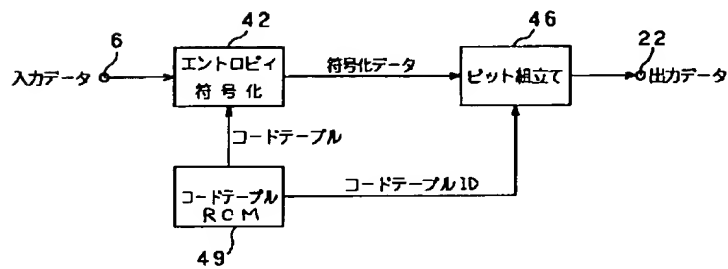 42
エントロピィ
符号化
46
ビット組立て
6
入力データ
符号化データ
22
出力データ
コードテーブル
コードテーブル
ROM
49
コードテーブルID